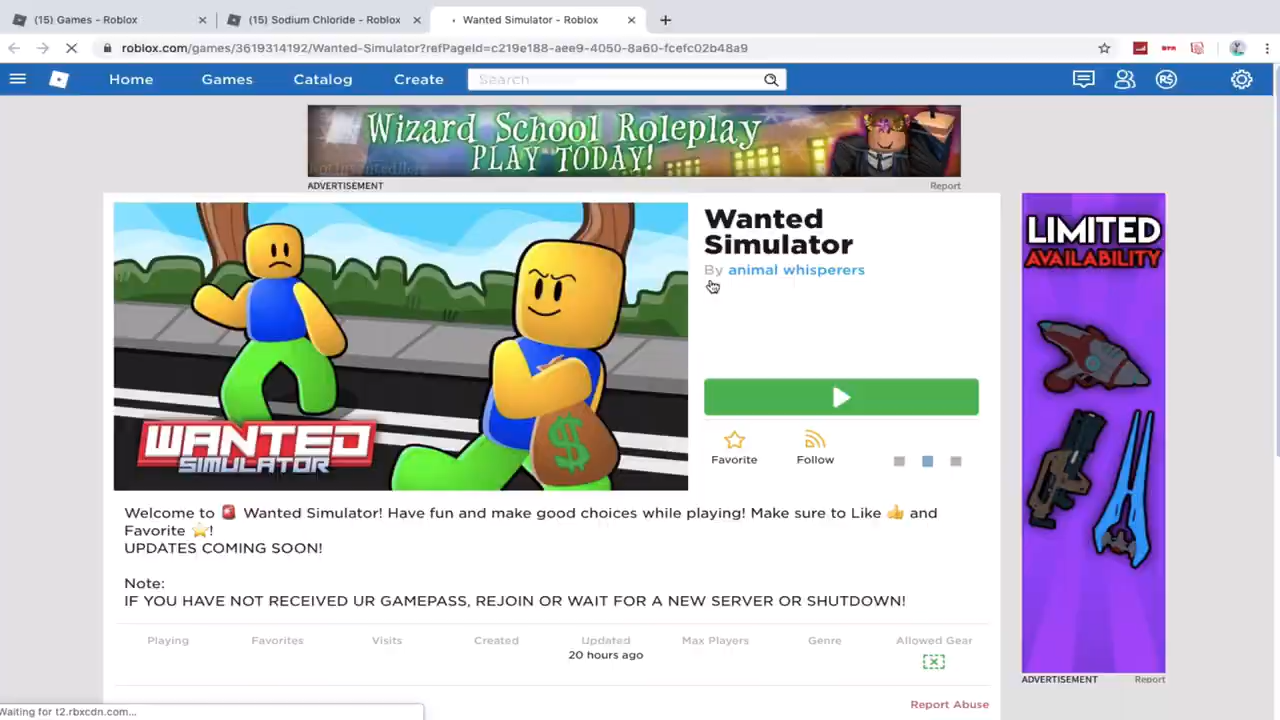 (15) Games - Roblox
(15) Sodium Chloride - Roblox
Wanted Simulator - Roblox
roblox.com/games/3619314192/Wanted-Simulator?refPageId=c219e188-aee9-4050-8a60-fcefc02b48a9
Home
Games
Catalog
Create
Search
R$
Wizard School Roleplay
PLAY TODAY!
ADVERTISEMENT
Report
WANTED
SIMULATOR
$
Wanted
Simulator
By animal whisperers
Favorite
Follow
LIMITED
AVAILABILITY
Welcome to 🚨 Wanted Simulator! Have fun and make good choices while playing! Make sure to Like 👍 and
Favorite ⭐!
UPDATES COMING SOON!
Note:
IF YOU HAVE NOT RECEIVED UR GAMEPASS, REJOIN OR WAIT FOR A NEW SERVER OR SHUTDOWN!
Playing
Favorites
Visits
Created
Updated
Max Players
Genre
Allowed Gear
20 hours ago
ADVERTISEMENT
Report
Report Abuse
Waiting for t2.rbxcdn.com...